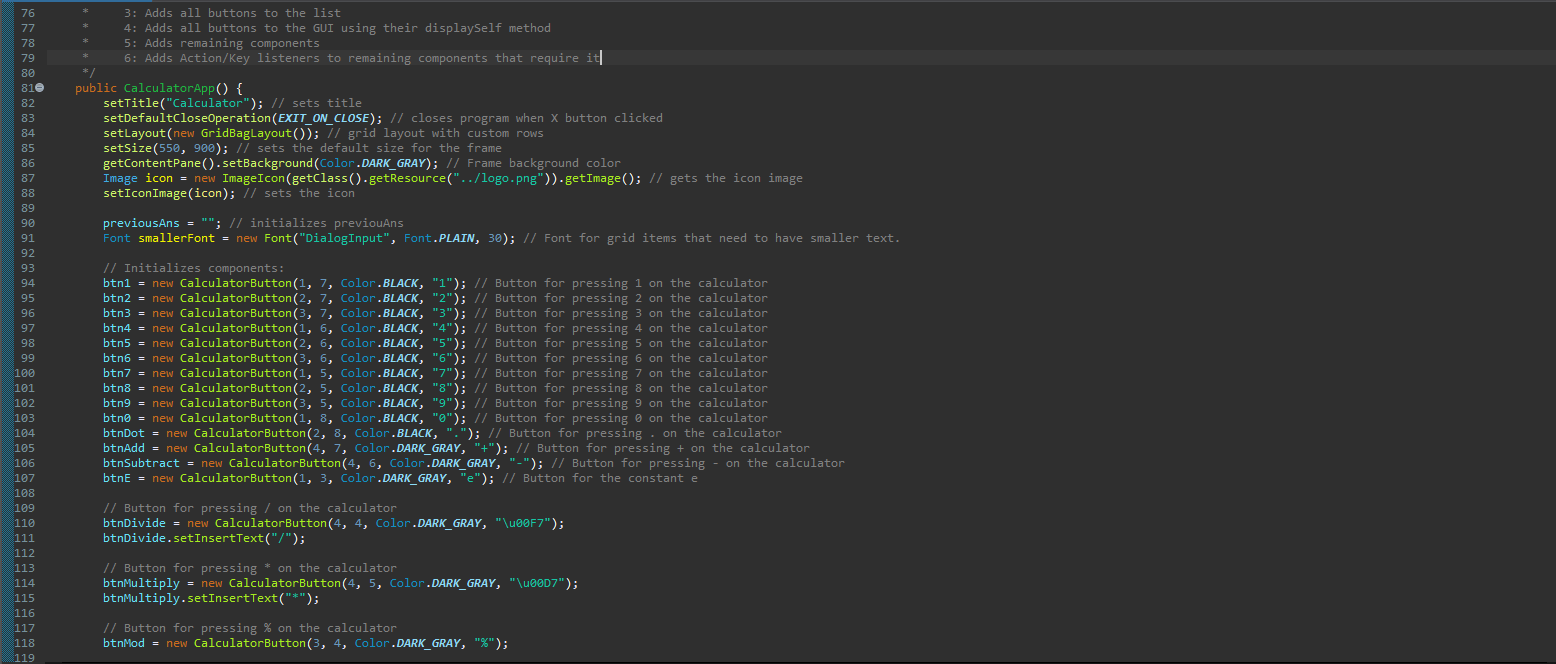 76 *     3: Adds all buttons to the list
77 *     4: Adds all buttons to the GUI using their displaySelf method
78 *     5: Adds remaining components
79 *     6: Adds Action/Key listeners to remaining components that require it
80 */
81 public CalculatorApp() {
82 setTitle("Calculator"); // sets title
83 setDefaultCloseOperation(EXIT_ON_CLOSE); // closes program when X button clicked
84 setLayout(new GridBagLayout()); // grid layout with custom rows
85 setSize(550, 900); // sets the default size for the frame
86 getContentPane().setBackground(Color.DARK_GRAY); // Frame background color
87 Image icon = new ImageIcon(getClass().getResource("../logo.png")).getImage(); // gets the icon image
88 setIconImage(icon); // sets the icon
89
90 previousAns = ""; // initializes previouAns
91 Font smallerFont = new Font("DialogInput", Font.PLAIN, 30); // Font for grid items that need to have smaller text.
92
93 // Initializes components:
94 btn1 = new CalculatorButton(1, 7, Color.BLACK, "1"); // Button for pressing 1 on the calculator
95 btn2 = new CalculatorButton(2, 7, Color.BLACK, "2"); // Button for pressing 2 on the calculator
96 btn3 = new CalculatorButton(3, 7, Color.BLACK, "3"); // Button for pressing 3 on the calculator
97 btn4 = new CalculatorButton(1, 6, Color.BLACK, "4"); // Button for pressing 4 on the calculator
98 btn5 = new CalculatorButton(2, 6, Color.BLACK, "5"); // Button for pressing 5 on the calculator
99 btn6 = new CalculatorButton(3, 6, Color.BLACK, "6"); // Button for pressing 6 on the calculator
100 btn7 = new CalculatorButton(1, 5, Color.BLACK, "7"); // Button for pressing 7 on the calculator
101 btn8 = new CalculatorButton(2, 5, Color.BLACK, "8"); // Button for pressing 8 on the calculator
102 btn9 = new CalculatorButton(3, 5, Color.BLACK, "9"); // Button for pressing 9 on the calculator
103 btn0 = new CalculatorButton(1, 8, Color.BLACK, "0"); // Button for pressing 0 on the calculator
104 btnDot = new CalculatorButton(2, 8, Color.BLACK, "."); // Button for pressing . on the calculator
105 btnAdd = new CalculatorButton(4, 7, Color.DARK_GRAY, "+"); // Button for pressing + on the calculator
106 btnSubtract = new CalculatorButton(4, 6, Color.DARK_GRAY, "-"); // Button for pressing - on the calculator
107 btnE = new CalculatorButton(1, 3, Color.DARK_GRAY, "e"); // Button for the constant e
108
109 // Button for pressing / on the calculator
110 btnDivide = new CalculatorButton(4, 4, Color.DARK_GRAY, "\u00F7");
111 btnDivide.setInsertText("/");
112
113 // Button for pressing * on the calculator
114 btnMultiply = new CalculatorButton(4, 5, Color.DARK_GRAY, "\u00D7");
115 btnMultiply.setInsertText("*");
116
117 // Button for pressing % on the calculator
118 btnMod = new CalculatorButton(3, 4, Color.DARK_GRAY, "%");
119